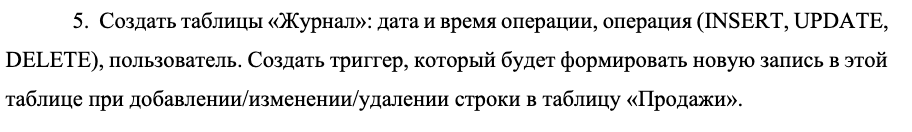 5. Создать таблицы «Журнал»: дата и время операции, операция (INSERT, UPDATE,
DELETE), пользователь. Создать триггер, который будет формировать новую запись в этой
таблице при добавлении/изменении/удалении строки в таблицу «Продажи».